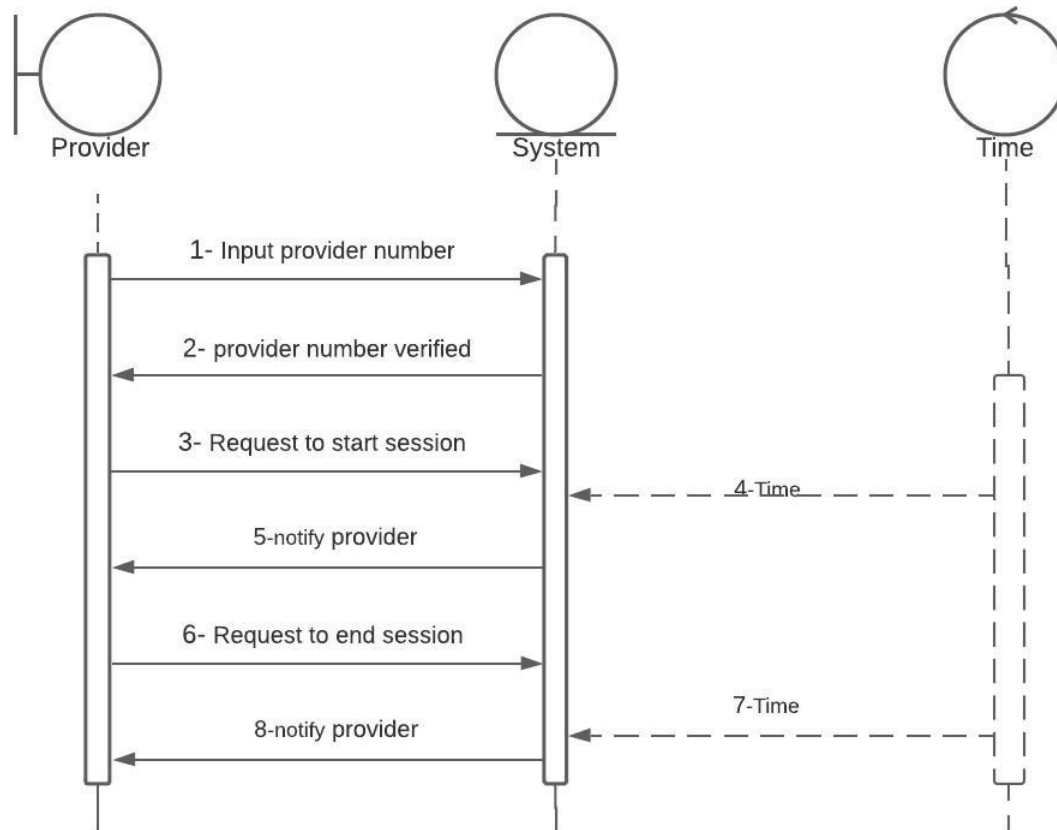 Provider
System
Time
1- Input provider number
2- provider number verified
3- Request to start session
4-Time
5-notify provider
6- Request to end session
7-Time
8-notify provider